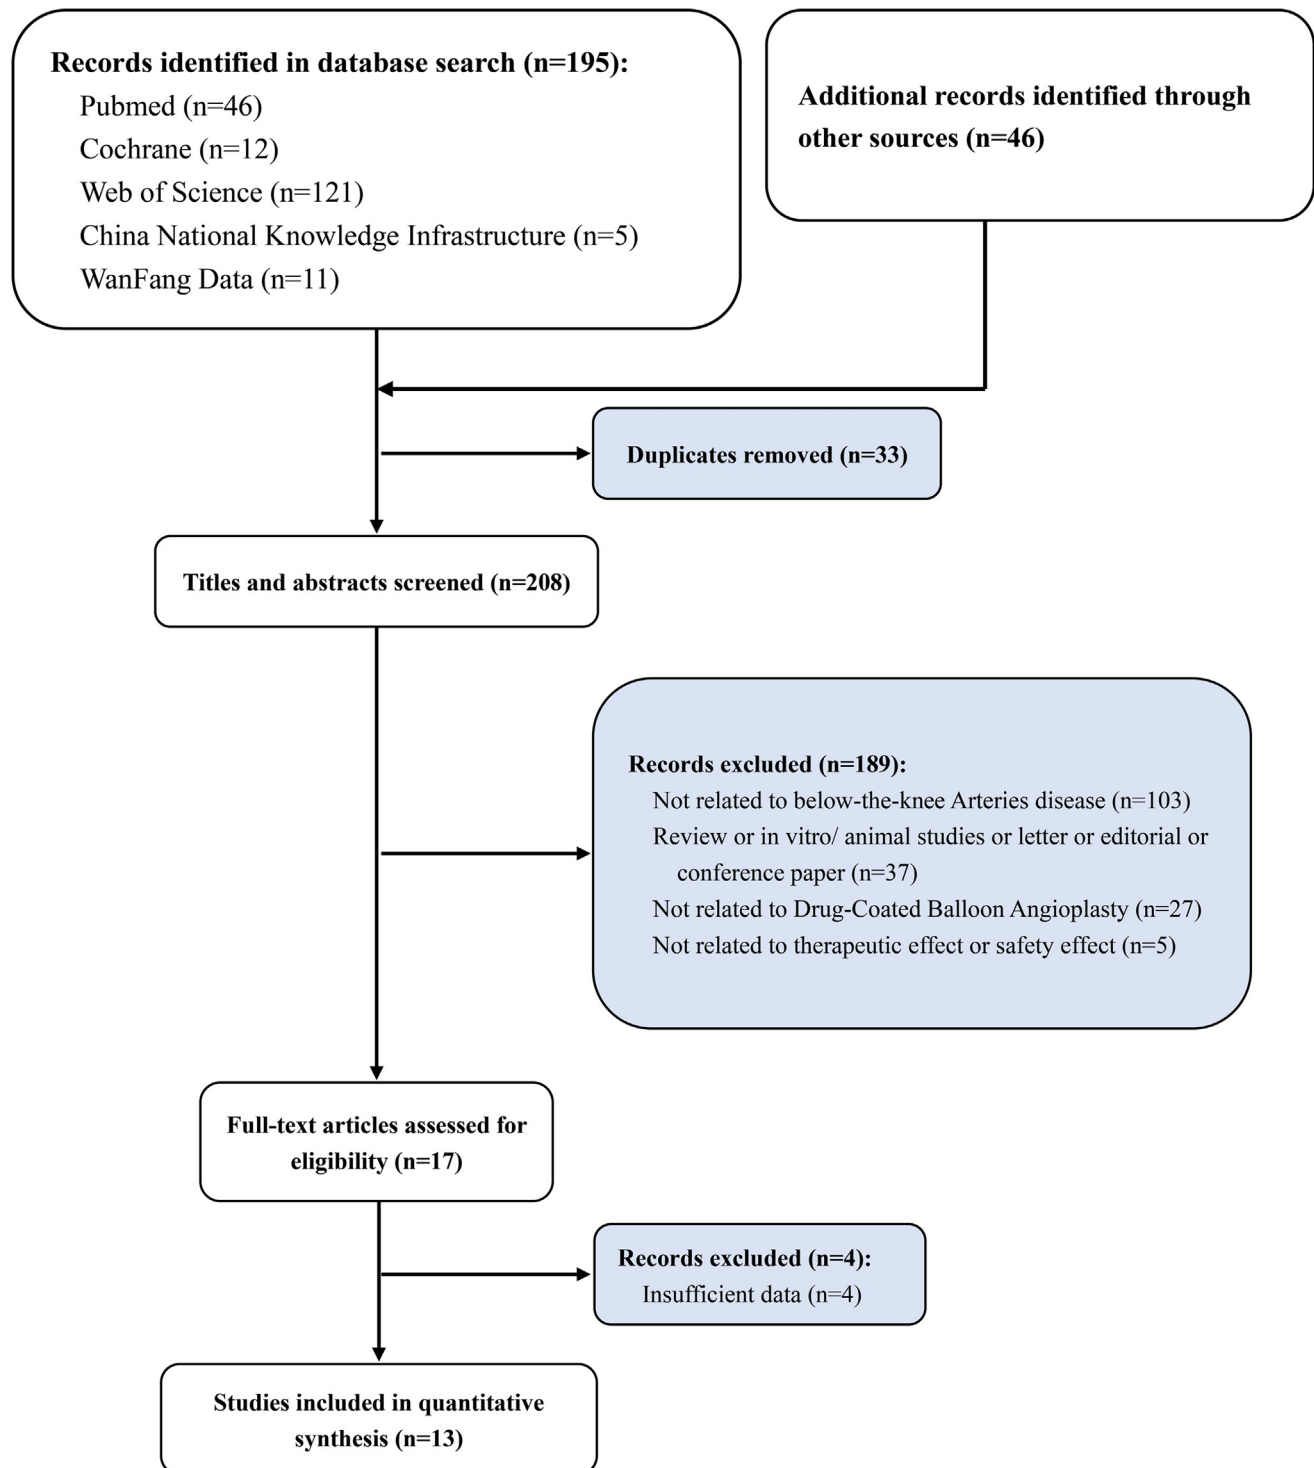 Records identified in database search (n=195):
Pubmed (n=46)
Cochrane (n=12)
Web of Science (n=121)
China National Knowledge Infrastructure (n=5)
WanFang Data (n=11)
Additional records identified through
other sources (n=46)
Duplicates removed (n=33)
Titles and abstracts screened (n=208)
Records excluded (n=189):
Not related to below-the-knee Arteries disease (n=103)
Review or in vitro/ animal studies or letter or editorial or
conference paper (n=37)
Not related to Drug-Coated Balloon Angioplasty (n=27)
Not related to therapeutic effect or safety effect (n=5)
Full-text articles assessed for
eligibility (n=17)
Records excluded (n=4):
Insufficient data (n=4)
Studies included in quantitative
synthesis (n=13)